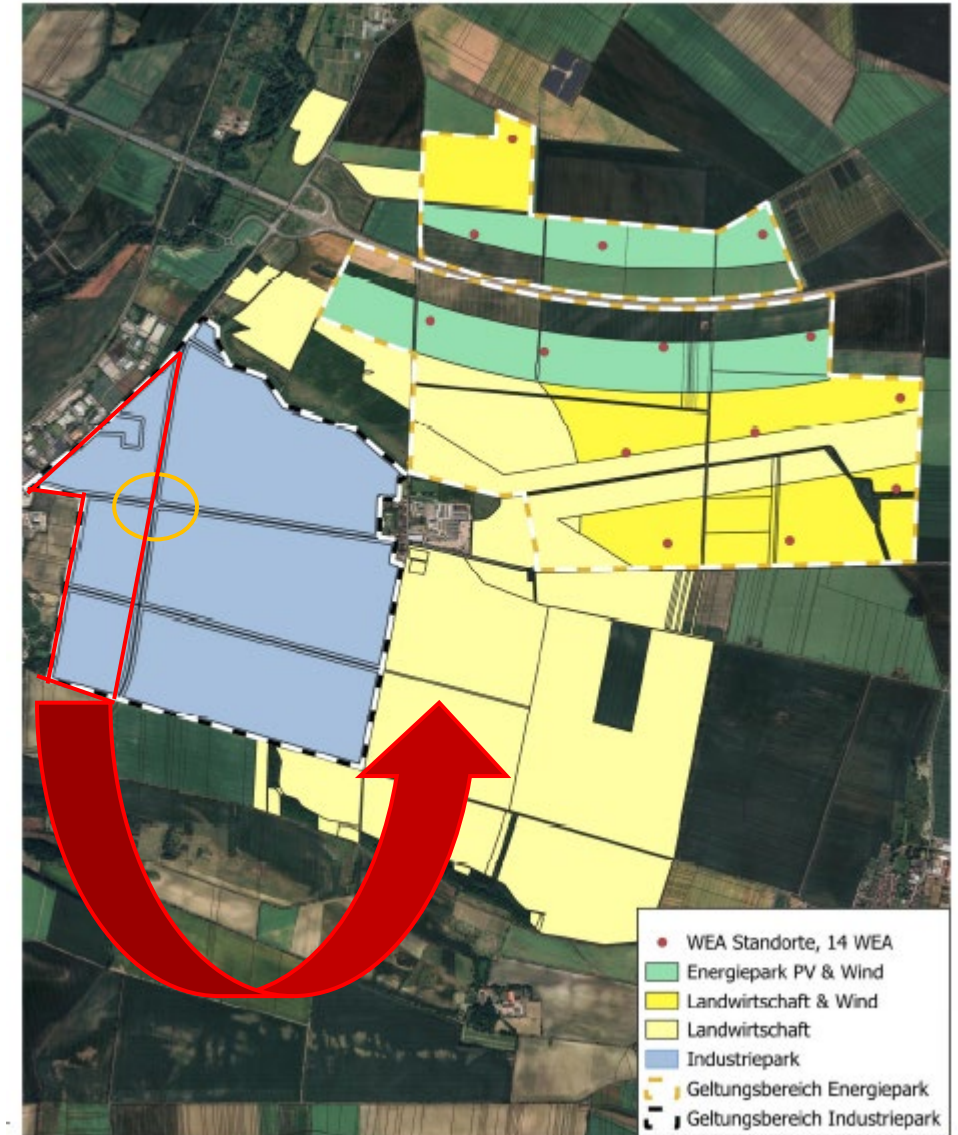 WEA Standorte, 14 WEA
Energiepark PV & Wind
Landwirtschaft & Wind
Landwirtschaft
Industriepark
Geltungsbereich Energiepark
Geltungsbereich Industriepark